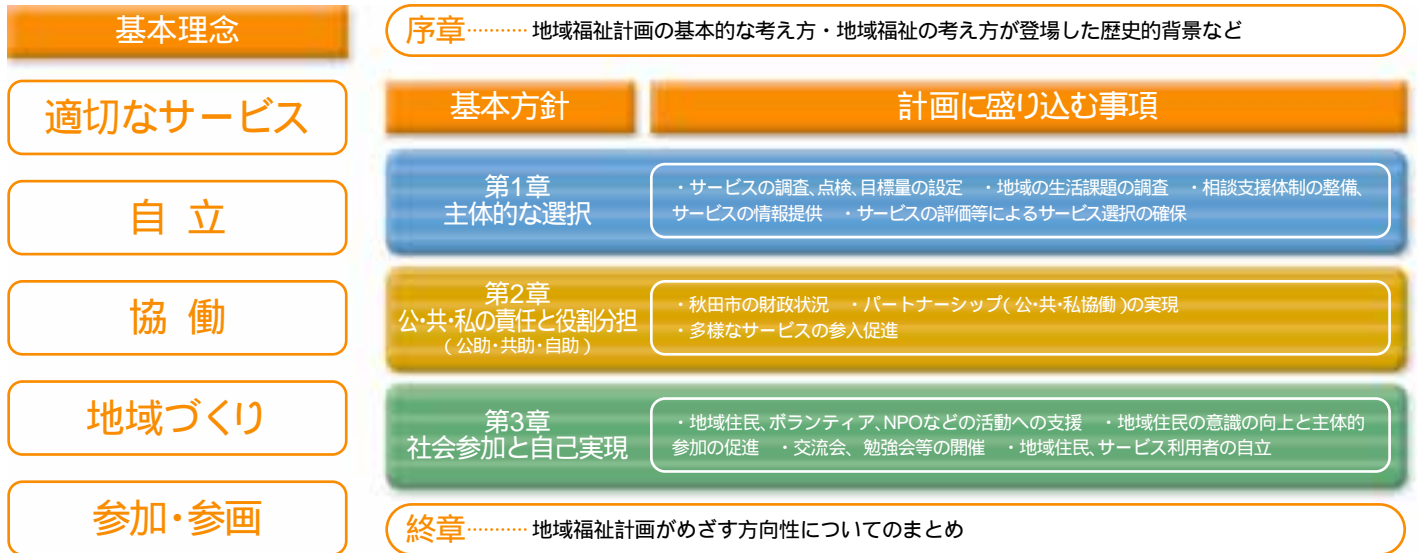 基本理念
適切なサービス
自 立
協 働
地域づくり
参加・参画
序章………… 地域福祉計画の基本的な考え方・地域福祉の考え方が登場した歴史的背景など
基本方針
計画に盛り込む事項
第1章
主体的な選択
・サービスの調査、点検、目標量の設定 ・地域の生活課題の調査 ・相談支援体制の整備、
サービスの情報提供 ・サービスの評価等によるサービス選択の確保
第2章
公・共・私の責任と役割分担
(公助・共助・自助)
・秋田市の財政状況 ・パートナーシップ(公・共・私協働)の実現
・多様なサービスの参入促進
第3章
社会参加と自己実現
・地域住民、ボランティア、NPOなどの活動への支援 ・地域住民の意識の向上と主体的
参加の促進 ・交流会、勉強会等の開催 ・地域住民、サービス利用者の自立
終章………… 地域福祉計画がめざす方向性についてのまとめ